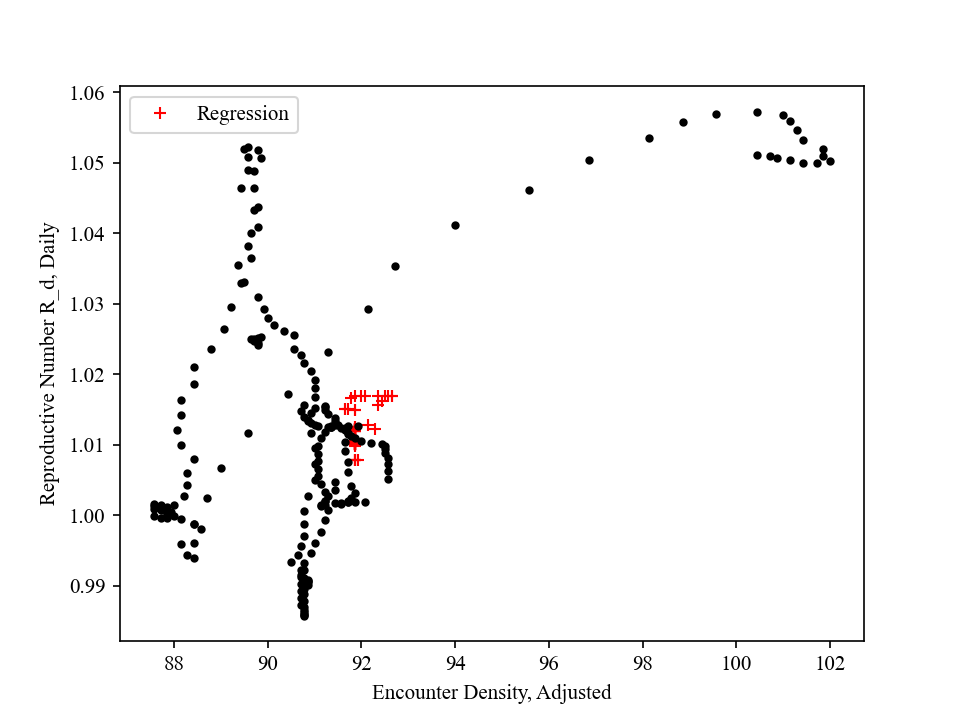 Regression
1.06
1.05
1.04
1.03
1.02
1.01
1.00
0.99
Reproductive Number R_d, Daily
88 90 92 94 96 98 100 102
Encounter Density, Adjusted